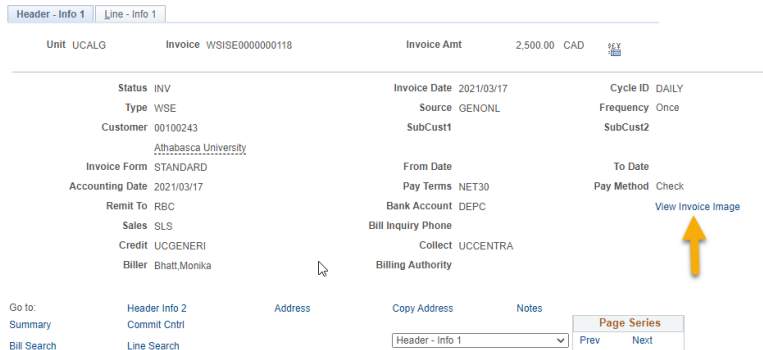 Header - Info 1 Line - Info 1
Unit UCALG Invoice WSISE0000000118 Invoice Amt 2,500.00 CAD
Status INV Invoice Date 2021/03/17 Cycle ID DAILY
Type WSE Source GENONL Frequency Once
Customer 00100243 SubCust1 SubCust2
Athabasca University
Invoice Form STANDARD From Date To Date
Accounting Date 2021/03/17 Pay Terms NET30 Pay Method Check
Remit To RBC Bank Account DEPC View Invoice Image
Sales SLS Bill Inquiry Phone
Credit UCGENERI Collect UCCENTRA
Biller Bhatt,Monika Billing Authority
Go to: Header Info 2 Address Copy Address Notes
Summary Commit Cntrl Page Series
Bill Search Line Search Header - Info 1 Prev Next